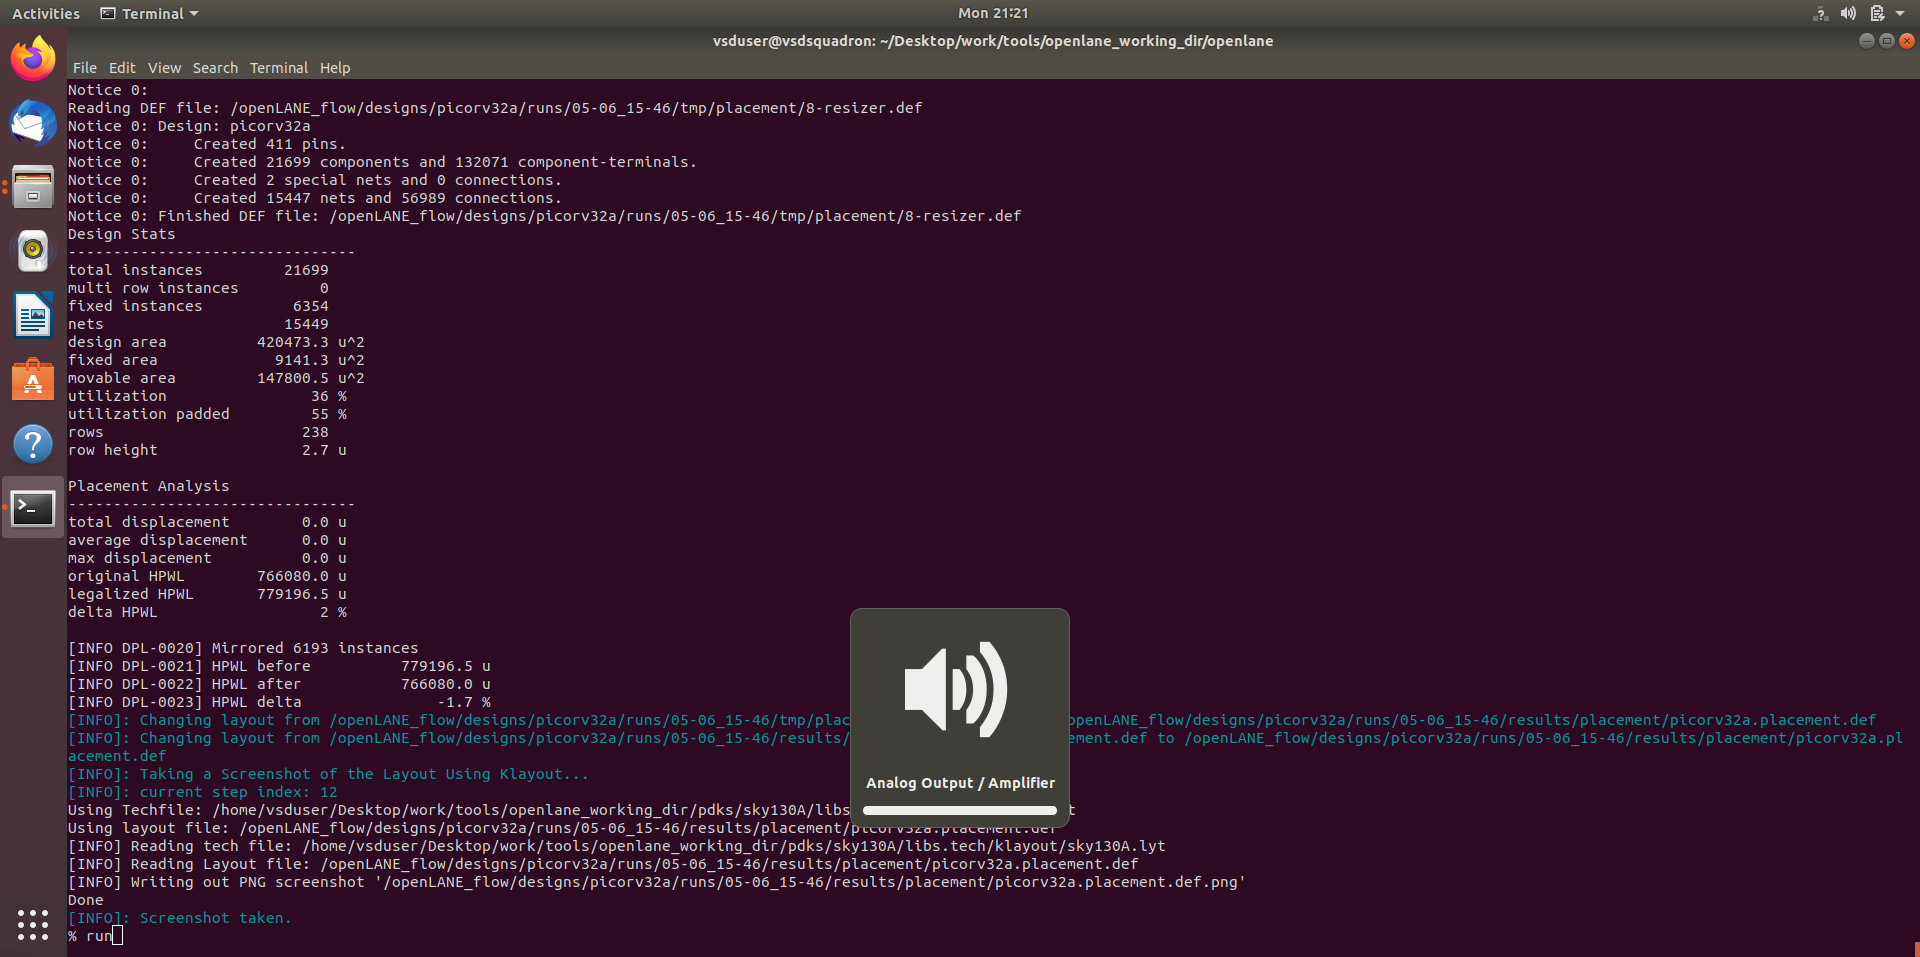 Activities Terminal Mon 21:21
vsduser@vsdsquadron: ~/Desktop/work/tools/openlane_working_dir/openlane
File Edit View Search Terminal Help
Notice 0:
Reading DEF file: /openLANE_flow/designs/picorv32a/runs/05-06_15-46/tmp/placement/8-resizer.def
Notice 0: Design: picorv32a
Notice 0:     Created 411 pins.
Notice 0:     Created 21699 components and 132071 component-terminals.
Notice 0:     Created 2 special nets and 0 connections.
Notice 0:     Created 15447 nets and 56989 connections.
Notice 0: Finished DEF file: /openLANE_flow/designs/picorv32a/runs/05-06_15-46/tmp/placement/8-resizer.def
Design Stats
--------------------------------
total instances         21699
multi row instances         0
fixed instances          6354
nets                    15449
design area          420473.3 u^2
fixed area             9141.3 u^2
movable area         147800.5 u^2
utilization                36 %
utilization padded         55 %
rows                      238
row height                2.7 u
Placement Analysis
--------------------------------
total displacement        0.0 u
average displacement      0.0 u
max displacement          0.0 u
original HPWL        766080.0 u
legalized HPWL       779196.5 u
delta HPWL                  2 %
[INFO DPL-0020] Mirrored 6193 instances
[INFO DPL-0021] HPWL before          779196.5 u
[INFO DPL-0022] HPWL after           766080.0 u
[INFO DPL-0023] HPWL delta               -1.7 %
[INFO]: Changing layout from /openLANE_flow/designs/picorv32a/runs/05-06_15-46/tmp/plac openLANE_flow/designs/picorv32a/runs/05-06_15-46/results/placement/picorv32a.placement.def
[INFO]: Changing layout from /openLANE_flow/designs/picorv32a/runs/05-06_15-46/results/ ement.def to /openLANE_flow/designs/picorv32a/runs/05-06_15-46/results/placement/picorv32a.pl
acement.def
[INFO]: Taking a Screenshot of the Layout Using Klayout...
[INFO]: current step index: 12
Using Techfile: /home/vsduser/Desktop/work/tools/openlane_working_dir/pdks/sky130A/libs t
Using layout file: /openLANE_flow/designs/picorv32a/runs/05-06_15-46/results/placement/picorv32a.placement.def
[INFO] Reading tech file: /home/vsduser/Desktop/work/tools/openlane_working_dir/pdks/sky130A/libs.tech/klayout/sky130A.lyt
[INFO] Reading Layout file: /openLANE_flow/designs/picorv32a/runs/05-06_15-46/results/placement/picorv32a.placement.def
[INFO] Writing out PNG screenshot '/openLANE_flow/designs/picorv32a/runs/05-06_15-46/results/placement/picorv32a.placement.def.png'
Done
[INFO]: Screenshot taken.
% run
Analog Output / Amplifier